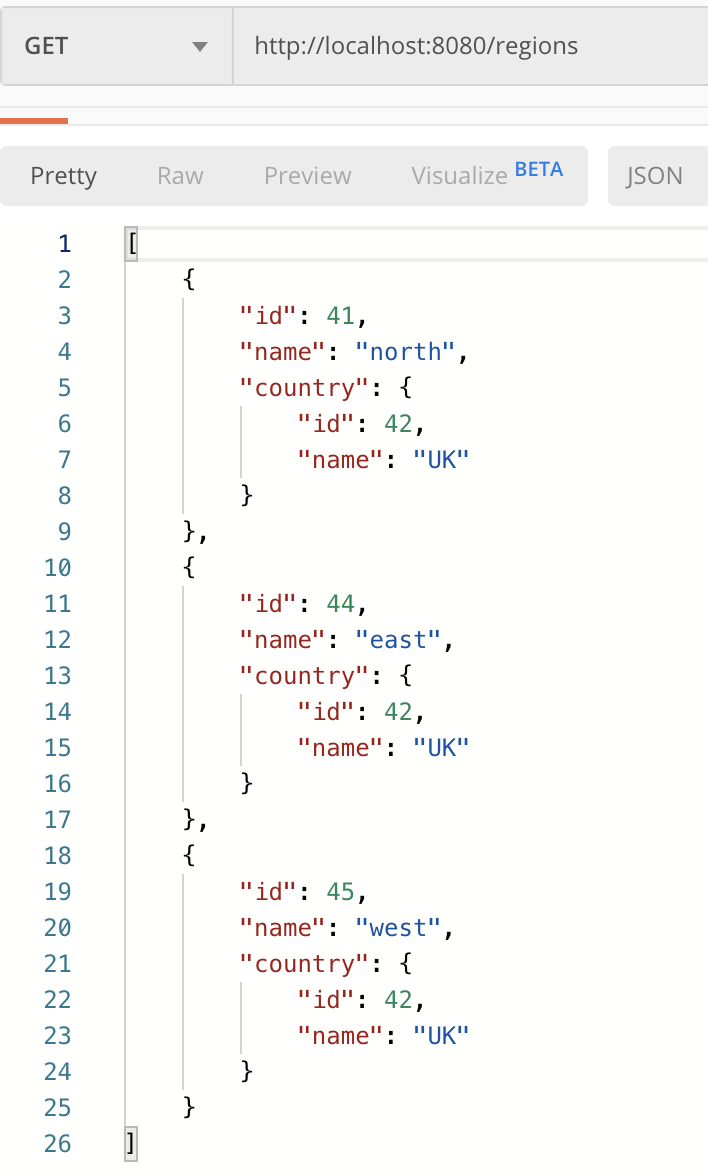 GET http://localhost:8080/regions
Pretty Raw Preview Visualize BETA JSON
1 [
2 {
3 "id": 41,
4 "name": "north",
5 "country": {
6 "id": 42,
7 "name": "UK"
8 }
9 },
10 {
11 "id": 44,
12 "name": "east",
13 "country": {
14 "id": 42,
15 "name": "UK"
16 }
17 },
18 {
19 "id": 45,
20 "name": "west",
21 "country": {
22 "id": 42,
23 "name": "UK"
24 }
25 }
26 ]